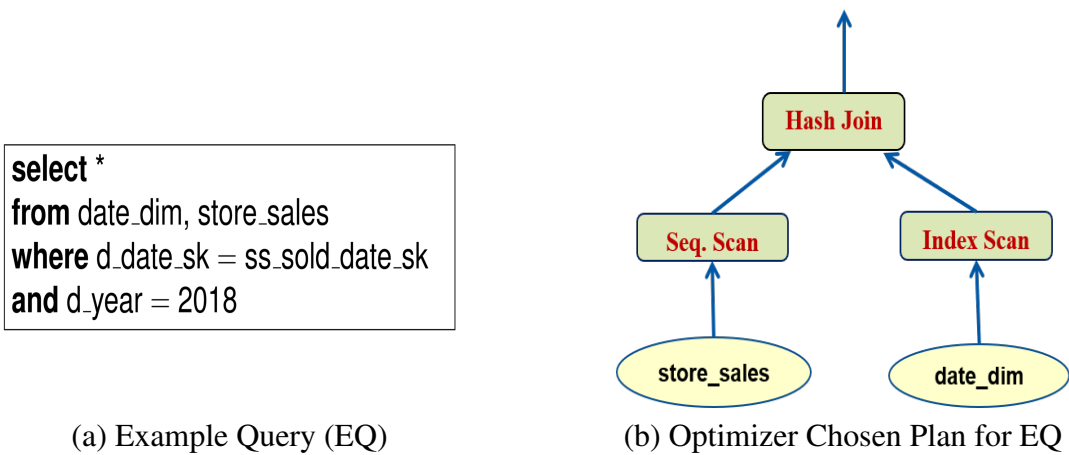 select *
from date_dim, store_sales
where d_date_sk = ss_sold_date_sk
and d_year = 2018
(a) Example Query (EQ)
Hash Join
Seq. Scan
Index Scan
store_sales
date_dim
(b) Optimizer Chosen Plan for EQ